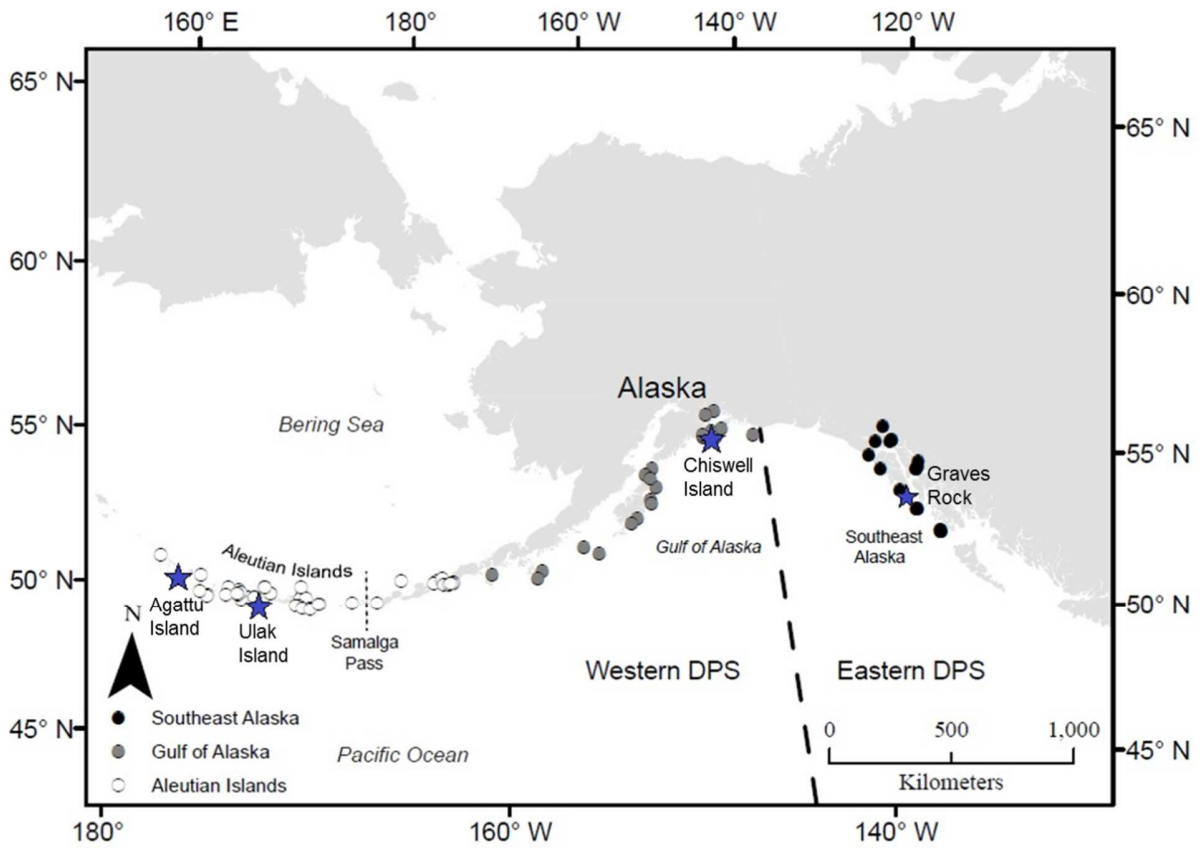 160° E 180° 160° W 140° W 120° W
65° N
65° N
60° N
60° N
Alaska
Bering Sea
55° N
55° N
Chiswell
Island
Graves
Rock
Gulf of Alaska
Southeast
Alaska
Aleutian Islands
50° N
50° N
Agattu
Island
N
Ulak
Island
Samalga
Pass
Western DPS
Eastern DPS
Southeast Alaska
Gulf of Alaska
Aleutian Islands
45° N
45° N
Pacific Ocean
0 500 1,000
Kilometers
180° 160° W 140° W